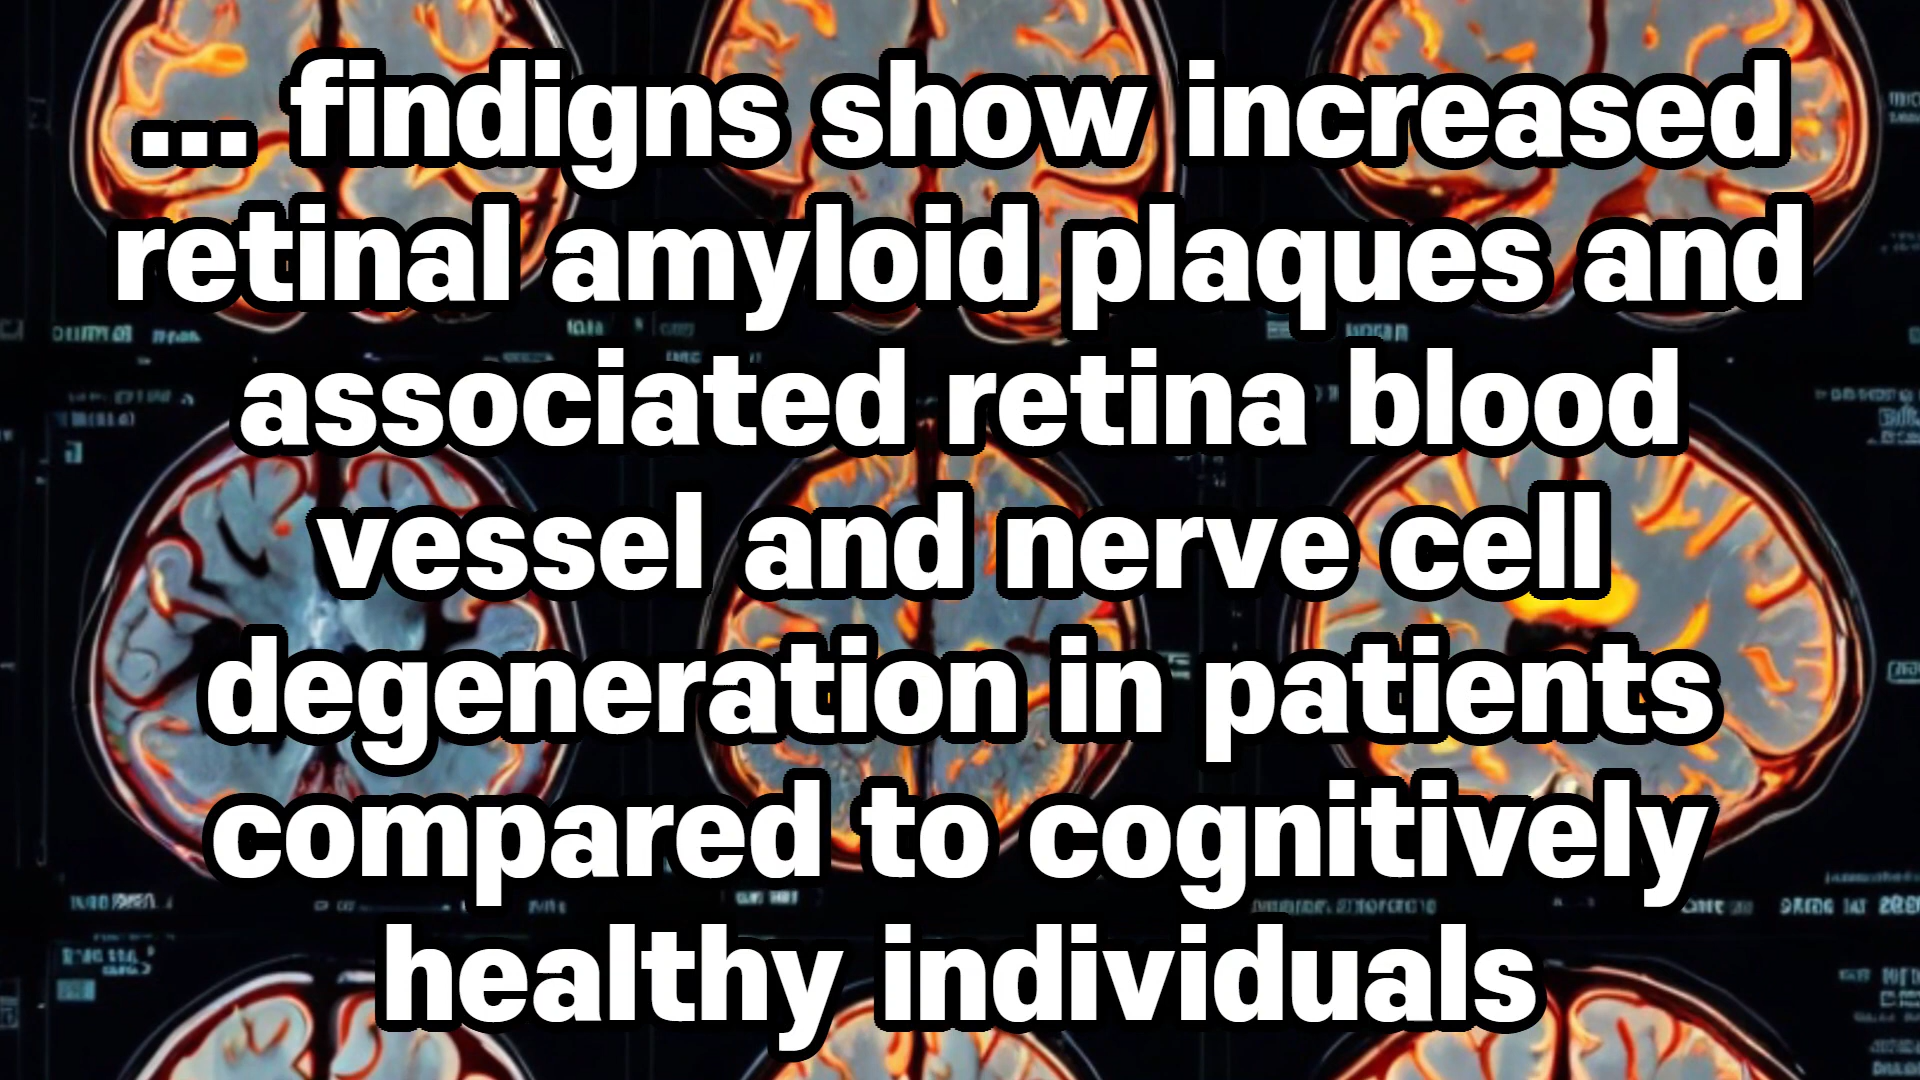 ... findigns show increased
retinal amyloid plaques and
associated retina blood
vessel and nerve cell
degeneration in patients
compared to cognitively
healthy individuals